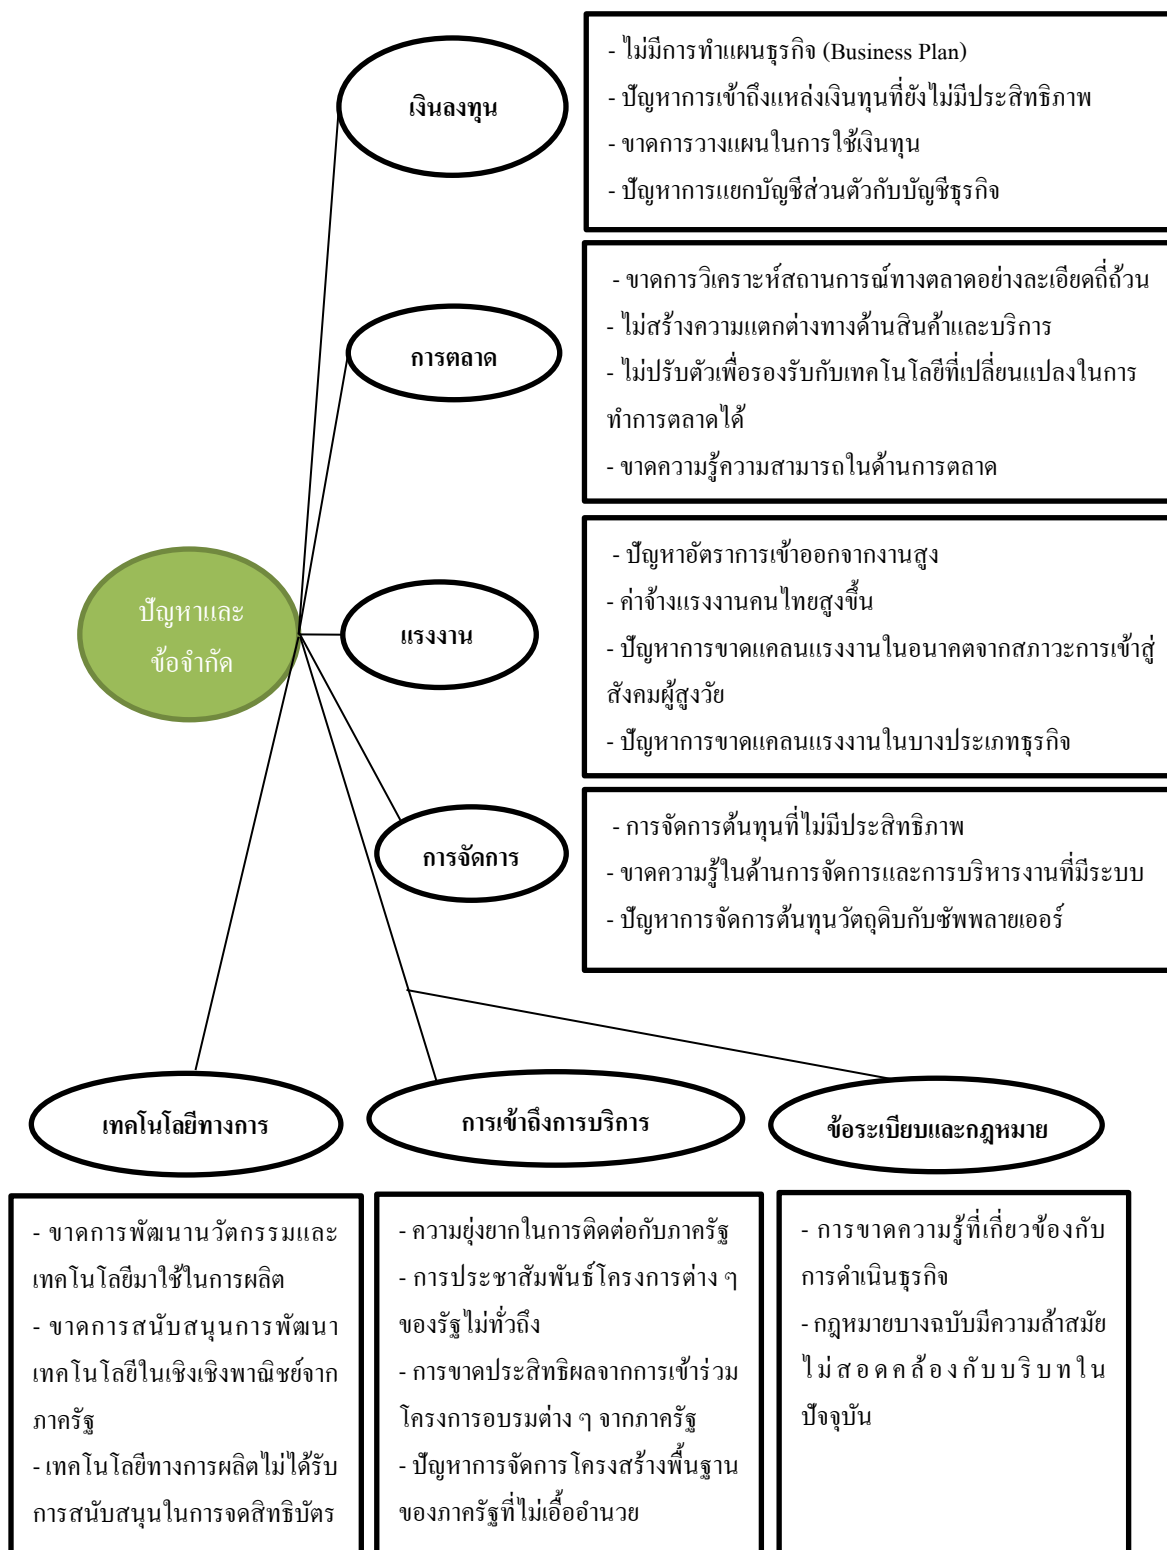 เงินลงทุน
- ไม่มีการทำแผนธุรกิจ (Business Plan)
- ปัญหาการเข้าถึงแหล่งเงินทุนที่ยังไม่มีประสิทธิภาพ
- ขาดการวางแผนในการใช้เงินทุน
- ปัญหาการแยกบัญชีส่วนตัวกับบัญชีธุรกิจ
การตลาด
- ขาดการวิเคราะห์สถานการณ์ทางตลาดอย่างละเอียดถี่ถ้วน
- ไม่สร้างความแตกต่างทางด้านสินค้าและบริการ
- ไม่ปรับตัวเพื่อรองรับกับเทคโนโลยีที่เปลี่ยนแปลงในการ
ทำการตลาดได้
- ขาดความรู้ความสามารถในด้านการตลาด
ปัญหาและ
ข้อจำกัด
แรงงาน
- ปัญหาอัตราการเข้าออกจากงานสูง
- ค่าจ้างแรงงานคนไทยสูงขึ้น
- ปัญหาการขาดแคลนแรงงานในอนาคตจากสภาวะการเข้าสู่
สังคมผู้สูงวัย
- ปัญหาการขาดแคลนแรงงานในบางประเภทธุรกิจ
การจัดการ
- การจัดการต้นทุนที่ไม่มีประสิทธิภาพ
- ขาดความรู้ในด้านการจัดการและการบริหารงานที่มีระบบ
- ปัญหาการจัดการต้นทุนวัตถุดิบกับซัพพลายเออร์
เทคโนโลยีทางการ
- ขาดการพัฒนานวัตกรรมและ
เทคโนโลยีมาใช้ในการผลิต
- ขาดการสนับสนุนการพัฒนา
เทคโนโลยีในเชิงเชิงพาณิชย์จาก
ภาครัฐ
- เทคโนโลยีทางการผลิตไม่ได้รับ
การสนับสนุนในการจดสิทธิบัตร
การเข้าถึงการบริการ
- ความยุ่งยากในการติดต่อกับภาครัฐ
- การประชาสัมพันธ์โครงการต่าง ๆ
ของรัฐไม่ทั่วถึง
- การขาดประสิทธิผลจากการเข้าร่วม
โครงการอบรมต่าง ๆ จากภาครัฐ
- ปัญหาการจัดการโครงสร้างพื้นฐาน
ของภาครัฐที่ไม่เอื้ออำนวย
ข้อระเบียบและกฎหมาย
- การขาดความรู้ที่เกี่ยวข้องกับ
การดำเนินธุรกิจ
- กฎหมายบางฉบับมีความล้าสมัย
ไม่สอดคล้องกับบริบทใน
ปัจจุบัน